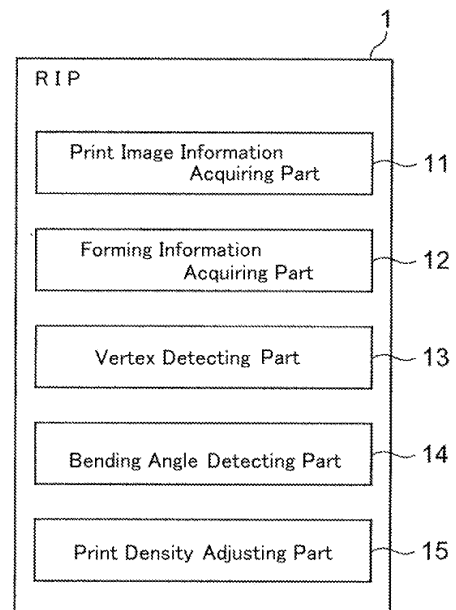 1
RIP
Print Image Information
Acquiring Part
11
Forming Information
Acquiring Part
12
Vertex Detecting Part
13
Bending Angle Detecting Part
14
Print Density Adjusting Part
15